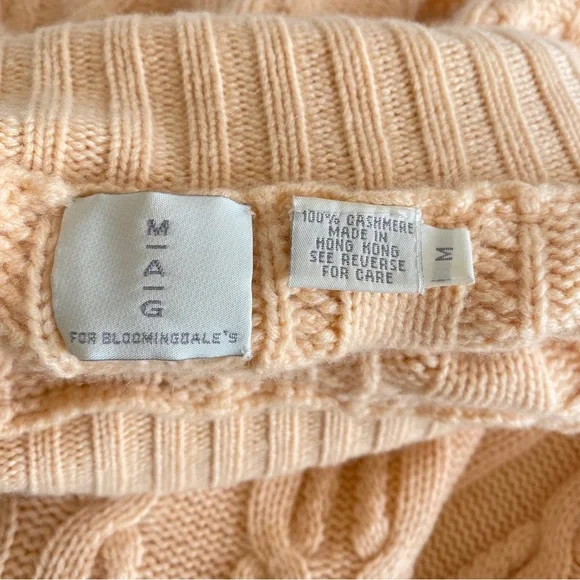 M
A
G
FOR BLOOMINGDALE'S
100% CASHMERE
MADE IN
HONG KONG
SEE REVERSE
FOR CARE
M